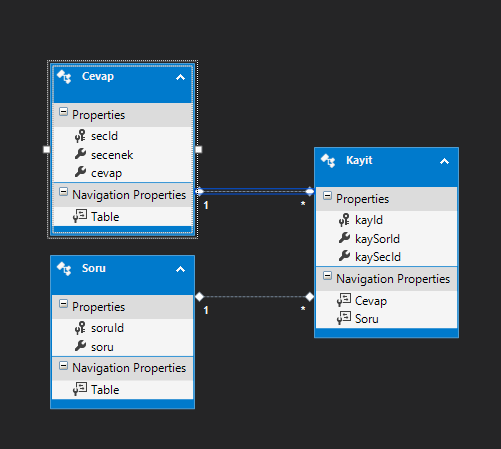 Cevap
Properties
secId
secenek
cevap
Navigation Properties
Table
1
*
Kayit
Properties
kayId
kaySorId
kaySecId
Navigation Properties
Cevap
Soru
Soru
Properties
soruId
soru
Navigation Properties
Table
1
*